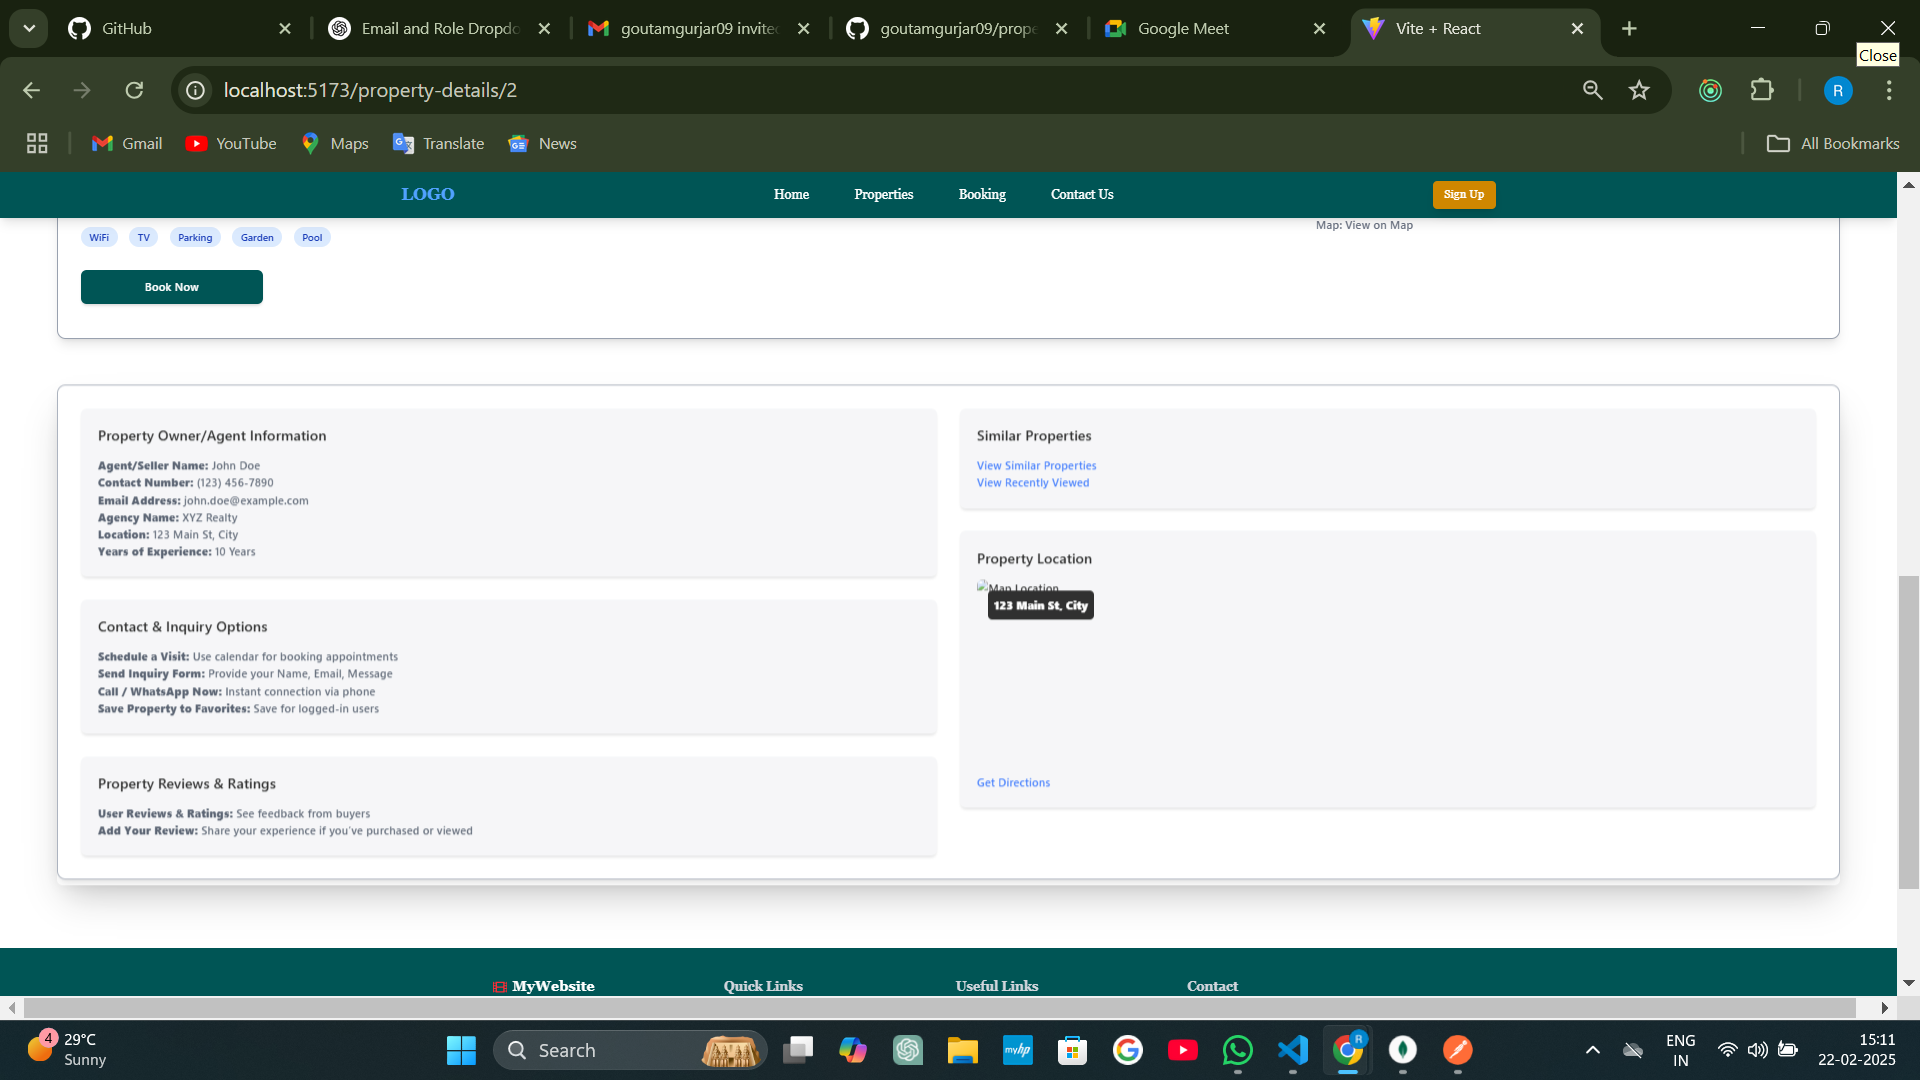 GitHub
Email and Role Dropdo
goutamgurjar09 invited
goutamgurjar09/prope
Google Meet
Vite + React
Close
localhost:5173/property-details/2
R
Gmail
YouTube
Maps
Translate
News
All Bookmarks
LOGO
Home
Properties
Booking
Contact Us
Sign Up
WiFi
TV
Parking
Garden
Pool
Map: View on Map
Book Now
Property Owner/Agent Information
Agent/Seller Name: John Doe
Contact Number: (123) 456-7890
Email Address: john.doe@example.com
Agency Name: XYZ Realty
Location: 123 Main St, City
Years of Experience: 10 Years
Contact & Inquiry Options
Schedule a Visit: Use calendar for booking appointments
Send Inquiry Form: Provide your Name, Email, Message
Call / WhatsApp Now: Instant connection via phone
Save Property to Favorites: Save for logged-in users
Property Reviews & Ratings
User Reviews & Ratings: See feedback from buyers
Add Your Review: Share your experience if you've purchased or viewed
Similar Properties
View Similar Properties
View Recently Viewed
Property Location
Map Location
123 Main St, City
Get Directions
MyWebsite
Quick Links
Useful Links
Contact
4
29°C
Sunny
Search
myhp
R
ENG
IN
15:11
22-02-2025